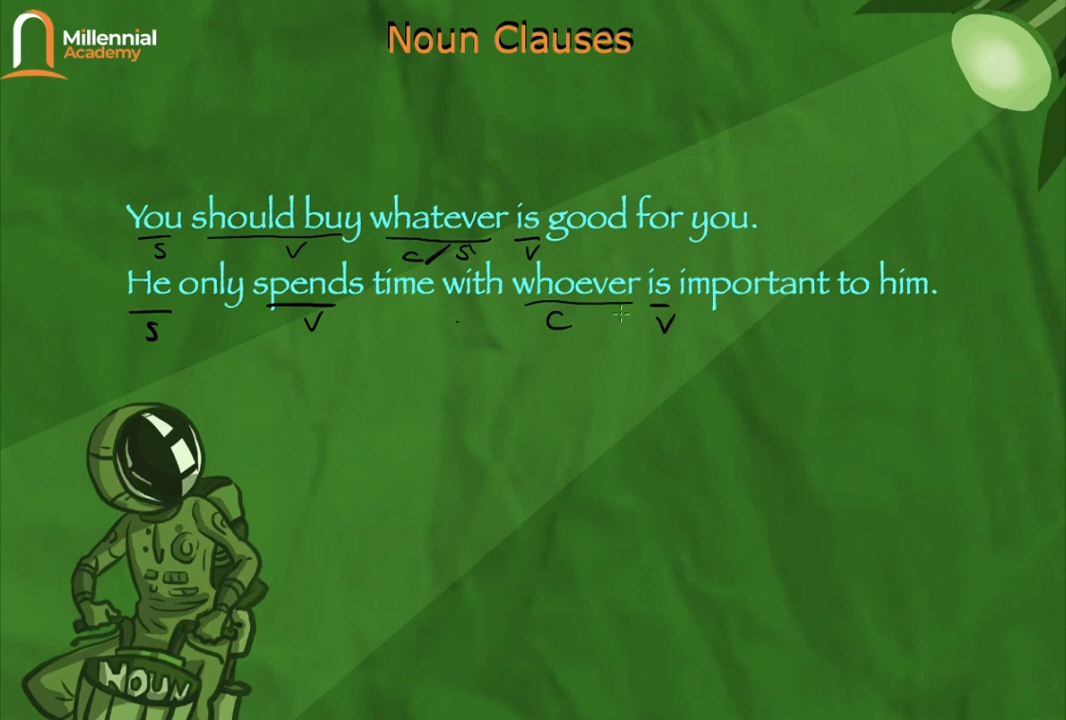 Millennial
Academy
Noun Clauses
You should buy whatever is good for you.
S V C/S V
He only spends time with whoever is important to him.
S V C V
NOUN